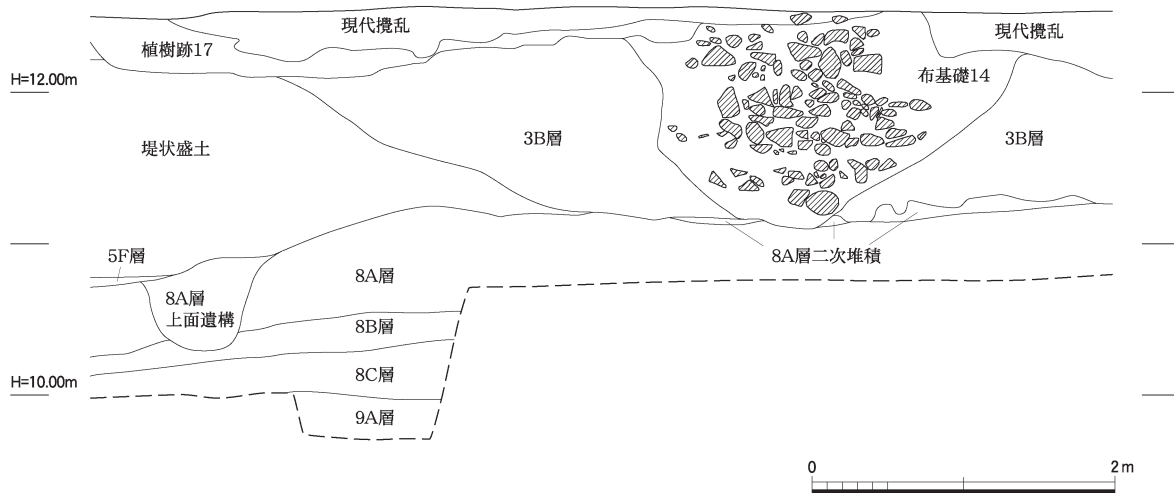 現代攪乱
現代攪乱
植樹跡17
H=12.00m
布基礎14
堤状盛土
3B層
3B層
5F層
8A層二次堆積
8A層
8A層
上面遺構
8B層
8C層
H=10.00m
9A層
0
2m